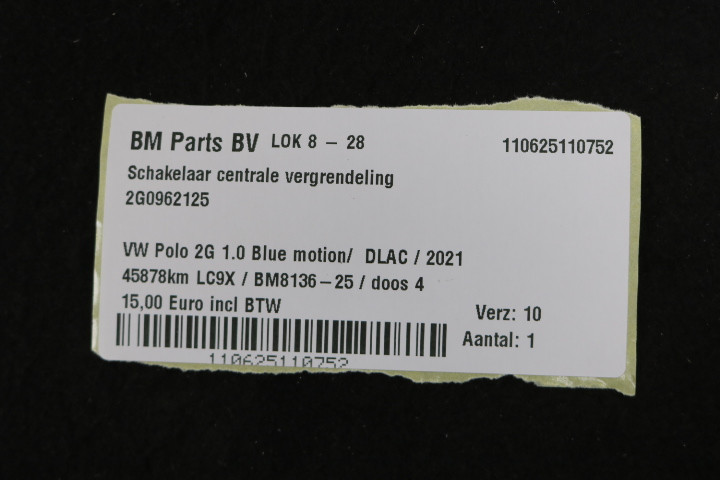 BM Parts BV LOK 8 – 28 110625110752
Schakelaar centrale vergrendeling
2G0962125
VW Polo 2G 1.0 Blue motion/ DLAC / 2021
45878km LC9X / BM8136–25 / doos 4
15,00 Euro incl BTW
Verz: 10
Aantal: 1
110625110752